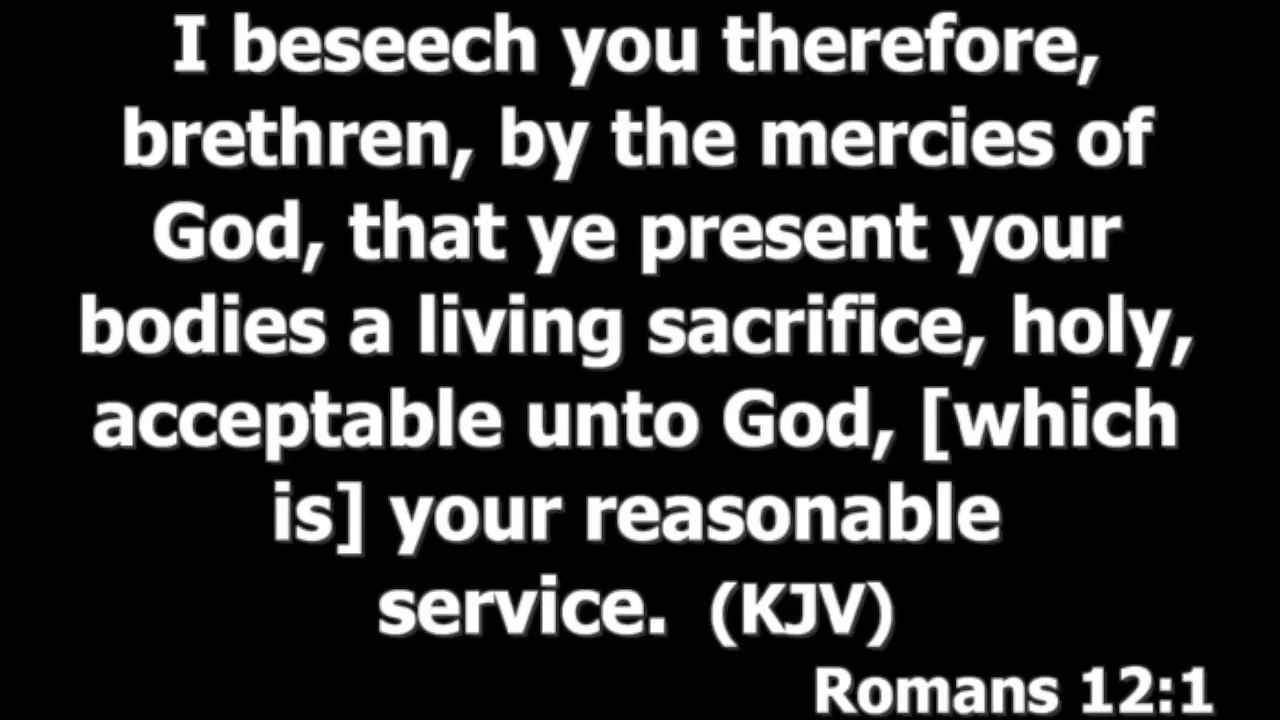 I beseech you therefore,
brethren, by the mercies of
God, that ye present your
bodies a living sacrifice, holy,
acceptable unto God, [which
is] your reasonable
service. (KJV)
Romans 12:1